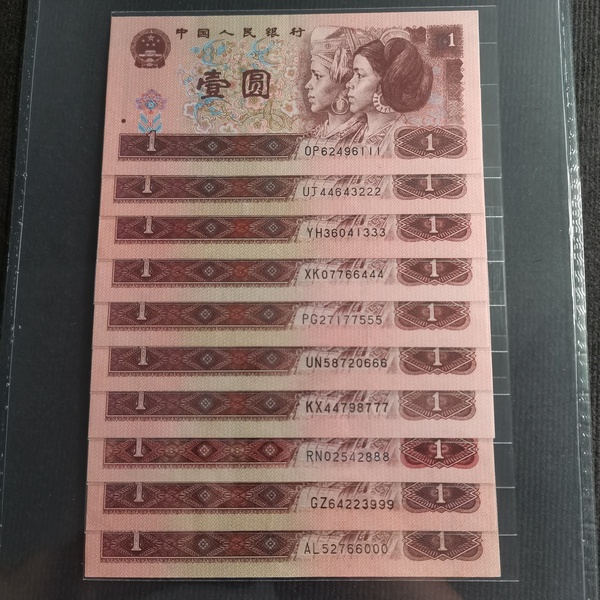 中国人民银行
壹圆
1
1 OP62496111 1
1 UJ44643222 1
1 YH36041333 1
1 XK07766444 1
1 PG27177555 1
1 UN58720666 1
1 KX44798777 1
1 RN02542888 1
1 GZ64223999 1
1 AL52766000 1